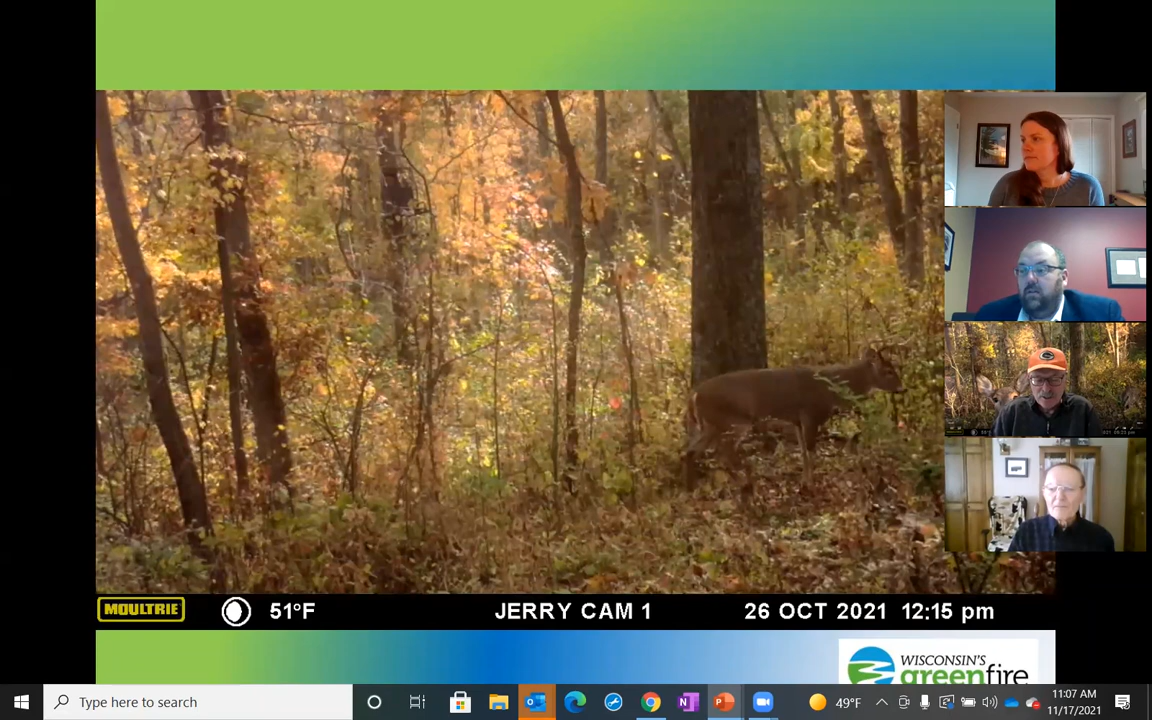 MOULTRIE 51°F JERRY CAM 1 26 OCT 2021 12:15 pm
WISCONSIN'S
greenfire
Type here to search
49°F
11:07 AM
11/17/2021